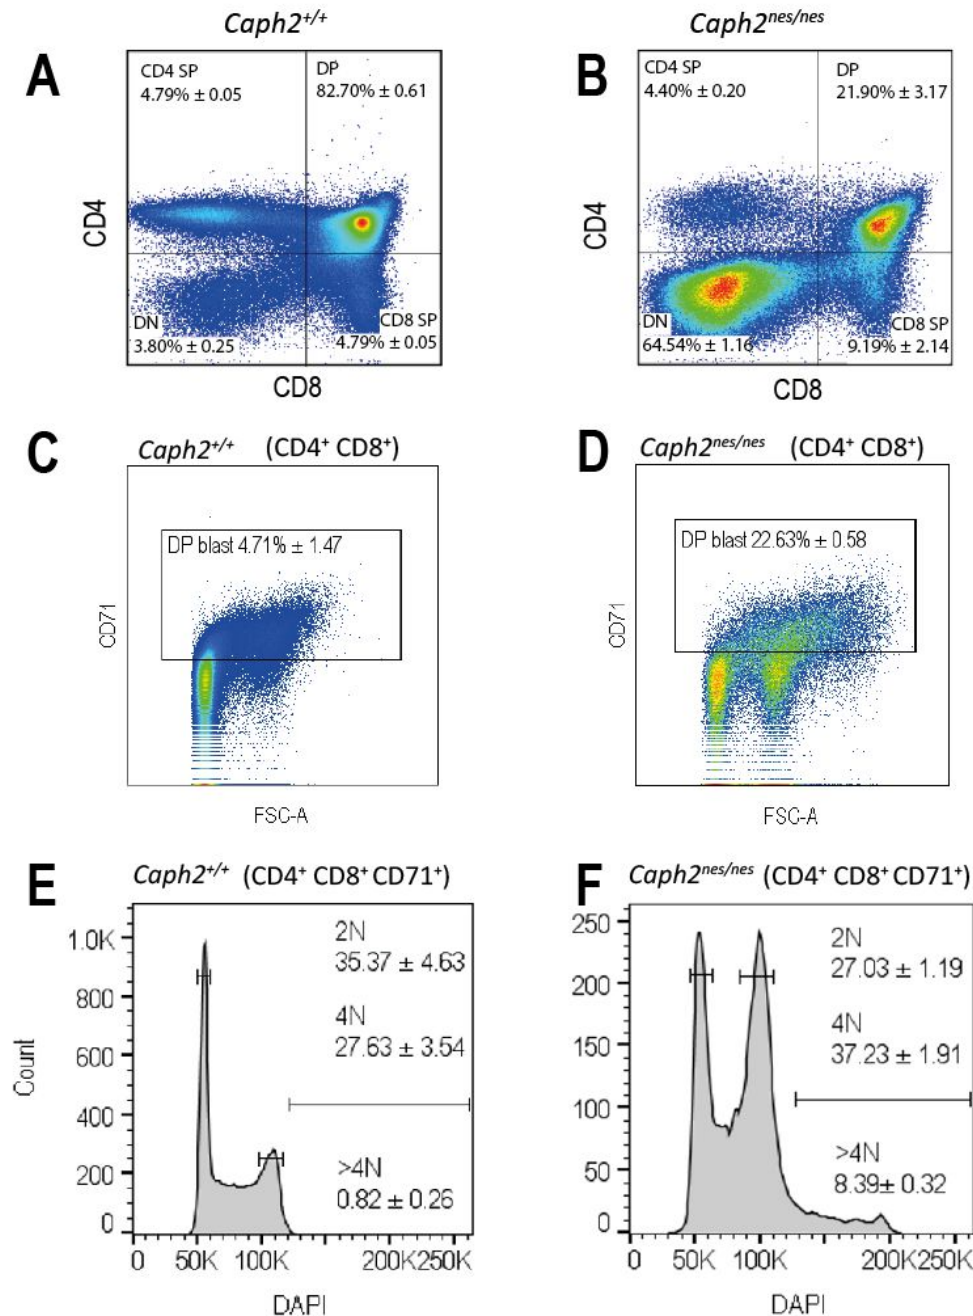 Caph2+/+
Caph2nes/nes
A
CD4 SP
4.79% ± 0.05
DP
82.70% ± 0.61
DN
3.80% ± 0.25
CD8 SP
4.79% ± 0.05
CD4
CD8
B
CD4 SP
4.40% ± 0.20
DP
21.90% ± 3.17
DN
64.54% ± 1.16
CD8 SP
9.19% ± 2.14
CD4
CD8
C
Caph2+/+ (CD4+ CD8+)
DP blast 4.71% ± 1.47
CD71
FSC-A
D
Caph2nes/nes (CD4+ CD8+)
DP blast 22.63% ± 0.58
CD71
FSC-A
E
Caph2+/+ (CD4+ CD8+ CD71+)
1.0K
800
600
400
200
0
Count
2N
35.37 ± 4.63
4N
27.63 ± 3.54
>4N
0.82 ± 0.26
0 50K 100K 200K 250K
DAPI
F
Caph2nes/nes (CD4+ CD8+ CD71+)
250
200
150
100
50
0
2N
27.03 ± 1.19
4N
37.23 ± 1.91
>4N
8.39± 0.32
0 50K 100K 200K 250K
DAPI